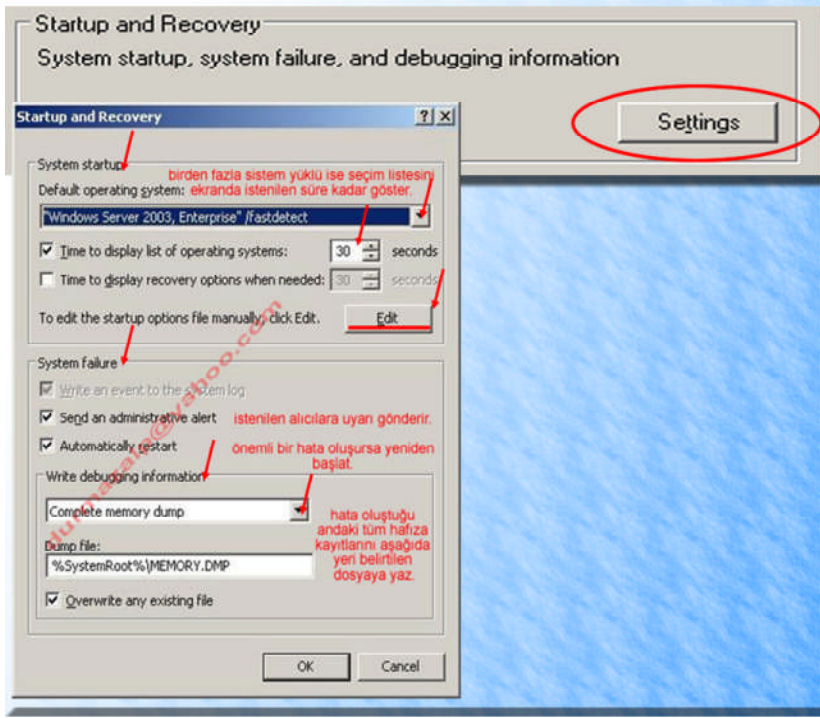 Startup and Recovery
System startup, system failure, and debugging information
Settings
Startup and Recovery
System startup
birden fazla sistem yüklü ise seçim listesini
Default operating system: ekranda istenilen süre kadar göster.
"Windows Server 2003, Enterprise" /fastdetect
Time to display list of operating systems: 30 seconds
Time to display recovery options when needed: 30 seconds
To edit the startup options file manually, click Edit. Edit
System failure
Write an event to the system log
Send an administrative alert istenilen alıcılara uyarı gönderir.
Automatically restart önemli bir hata oluşursa yeniden
başlat.
Write debugging information
Complete memory dump
hata oluştuğu
andaki tüm hafıza
kayıtlarını aşağıda
yeri belirtilen
dosyaya yaz.
Dump file:
%SystemRoot%\MEMORY.DMP
Overwrite any existing file
OK Cancel